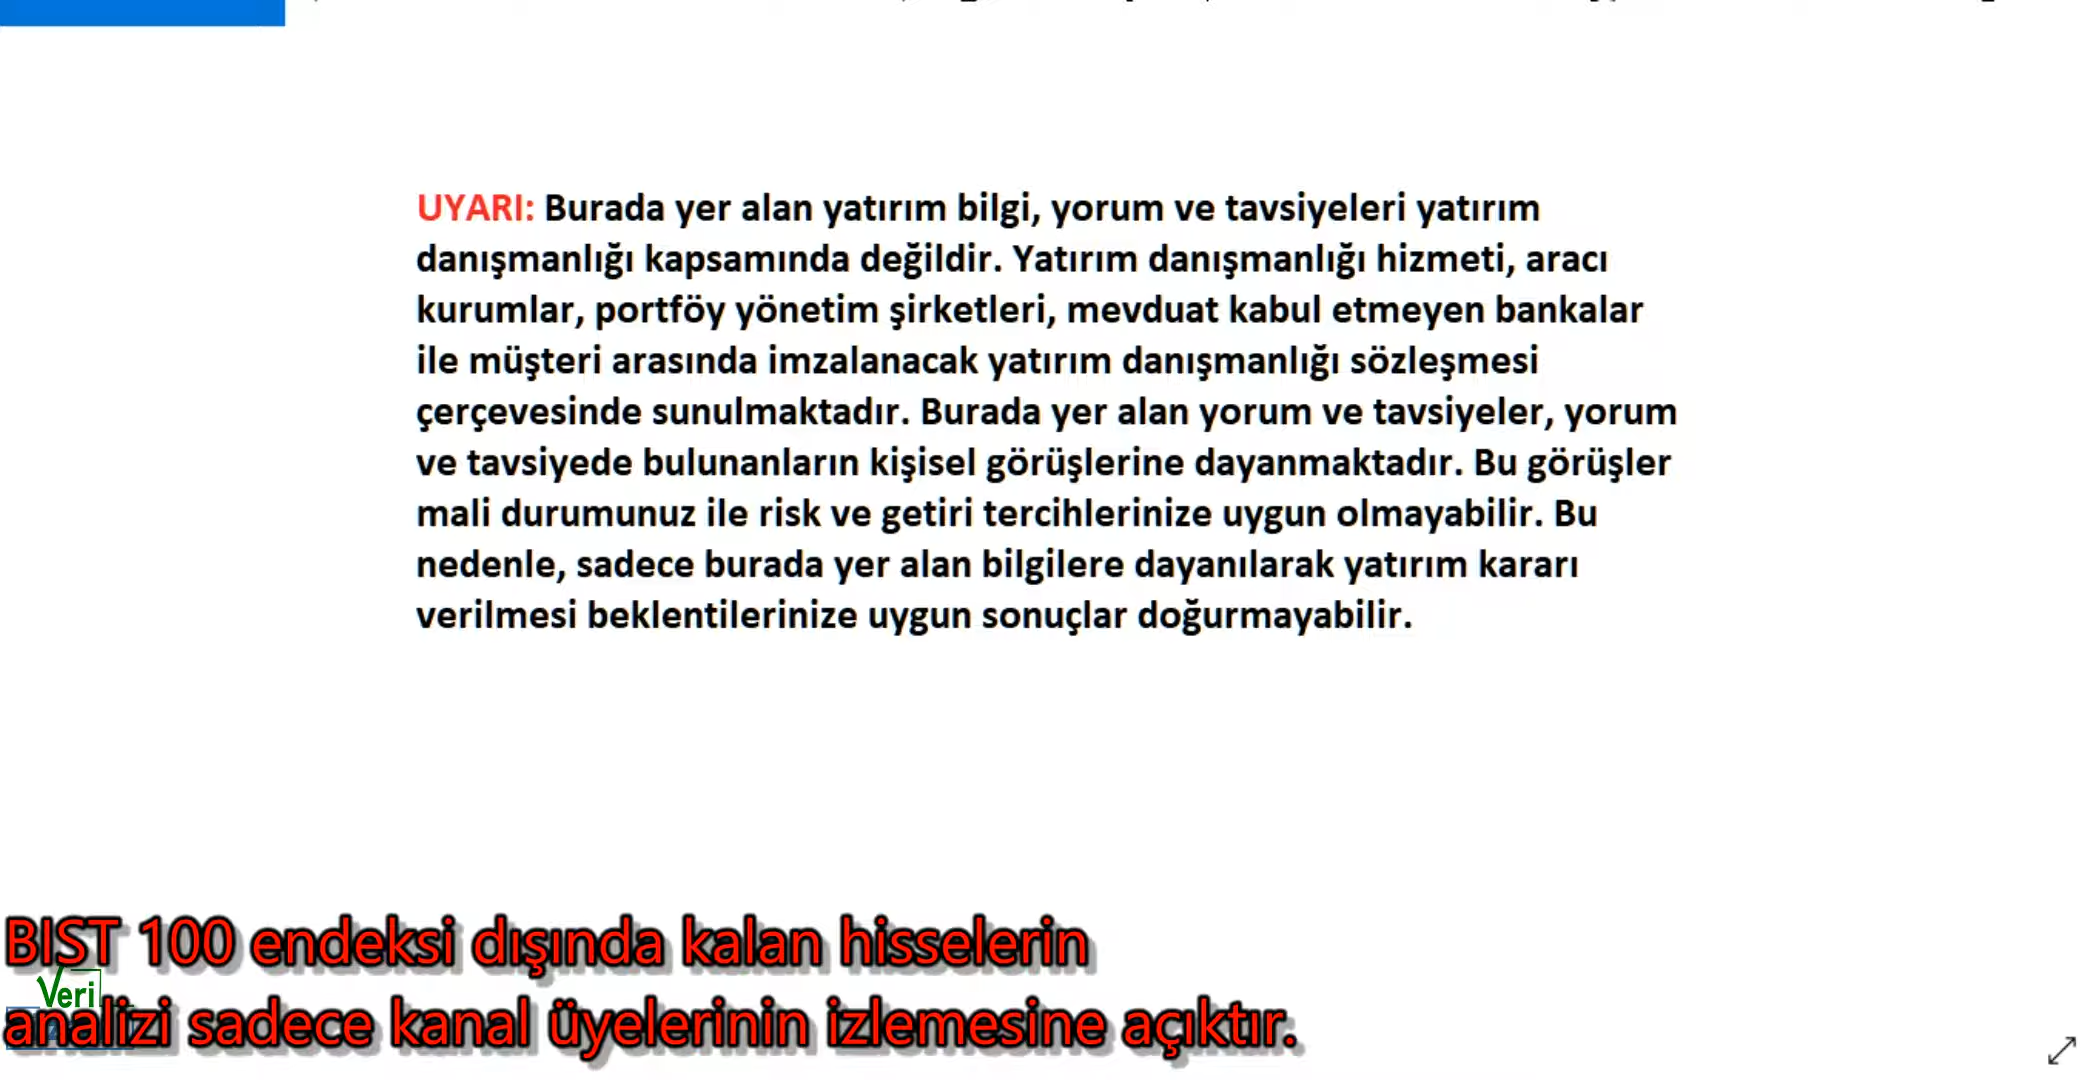 UYARI: Burada yer alan yatırım bilgi, yorum ve tavsiyeleri yatırım
danışmanlığı kapsamında değildir. Yatırım danışmanlığı hizmeti, aracı
kurumlar, portföy yönetim şirketleri, mevduat kabul etmeyen bankalar
ile müşteri arasında imzalanacak yatırım danışmanlığı sözleşmesi
çerçevesinde sunulmaktadır. Burada yer alan yorum ve tavsiyeler, yorum
ve tavsiyede bulunanların kişisel görüşlerine dayanmaktadır. Bu görüşler
mali durumunuz ile risk ve getiri tercihlerinize uygun olmayabilir. Bu
nedenle, sadece burada yer alan bilgilere dayanılarak yatırım kararı
verilmesi beklentilerinize uygun sonuçlar doğurmayabilir.
BIST 100 endeksi dışında kalan hisselerin
Veri
analizi sadece kanal üyelerinin izlemesine açıktır.